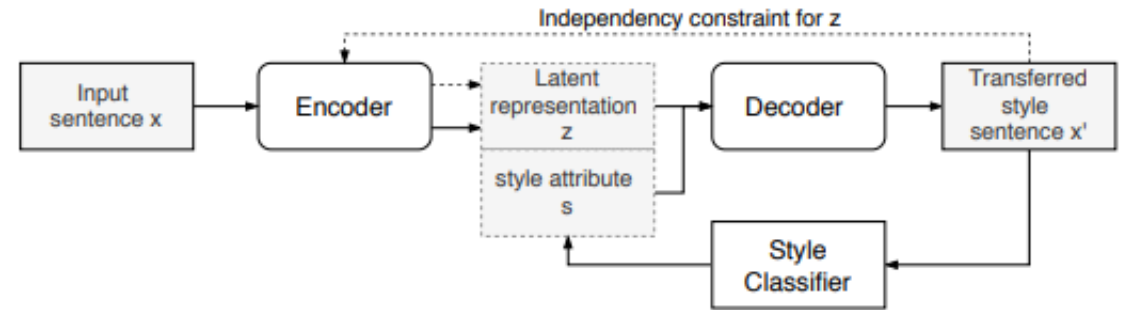 Independency constraint for z
Input
sentence x
Encoder
Latent
representation
z
style attribute
s
Decoder
Transferred
style
sentence x'
Style
Classifier